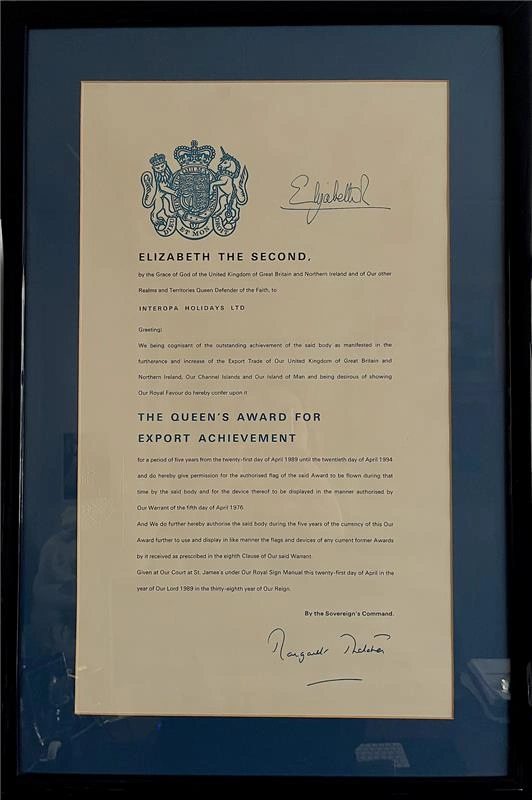 ET MON
Elizabeth R
ELIZABETH THE SECOND,
by the Grace of God of the United Kingdom of Great Britain and Northern Ireland and of Our other
Realms and Territories Queen Defender of the Faith, to
INTEROPA HOLIDAYS LTD
Greeting!
We being cognisant of the outstanding achievement of the said body as manifested in the
furtherance and increase of the Export Trade of Our United Kingdom of Great Britain and
Northern Ireland, Our Channel Islands and Our Island of Man and being desirous of showing
Our Royal Favour do hereby confer upon it
THE QUEEN'S AWARD FOR
EXPORT ACHIEVEMENT
for a period of five years from the twenty-first day of April 1989 until the twentieth day of April 1994
and do hereby give permission for the authorised flag of the said Award to be flown during that
time by the said body and for the device thereof to be displayed in the manner authorised by
Our Warrant of the fifth day of April 1976.
And We do further hereby authorise the said body during the five years of the currency of this Our
Award further to use and display in like manner the flags and devices of any current former Awards
by it received as prescribed in the eighth Clause of Our said Warrant.
Given at Our Court at St. James's under Our Royal Sign Manual this twenty-first day of April in the
year of Our Lord 1989 in the thirty-eighth year of Our Reign.
By the Sovereign's Command.
Margaret Thatcher